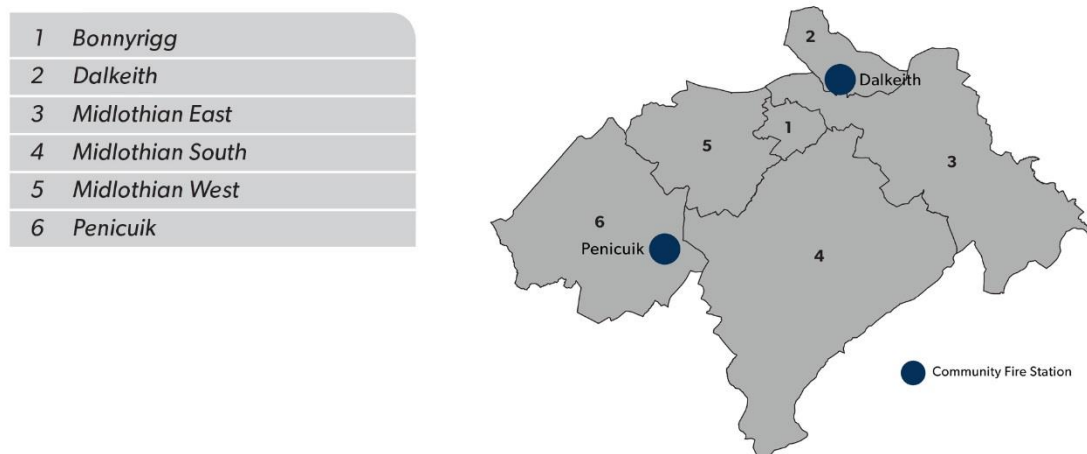 1 Bonnyrigg
2 Dalkeith
3 Midlothian East
4 Midlothian South
5 Midlothian West
6 Penicuik
2
Dalkeith
1
5
3
6
Penicuik
4
Community Fire Station